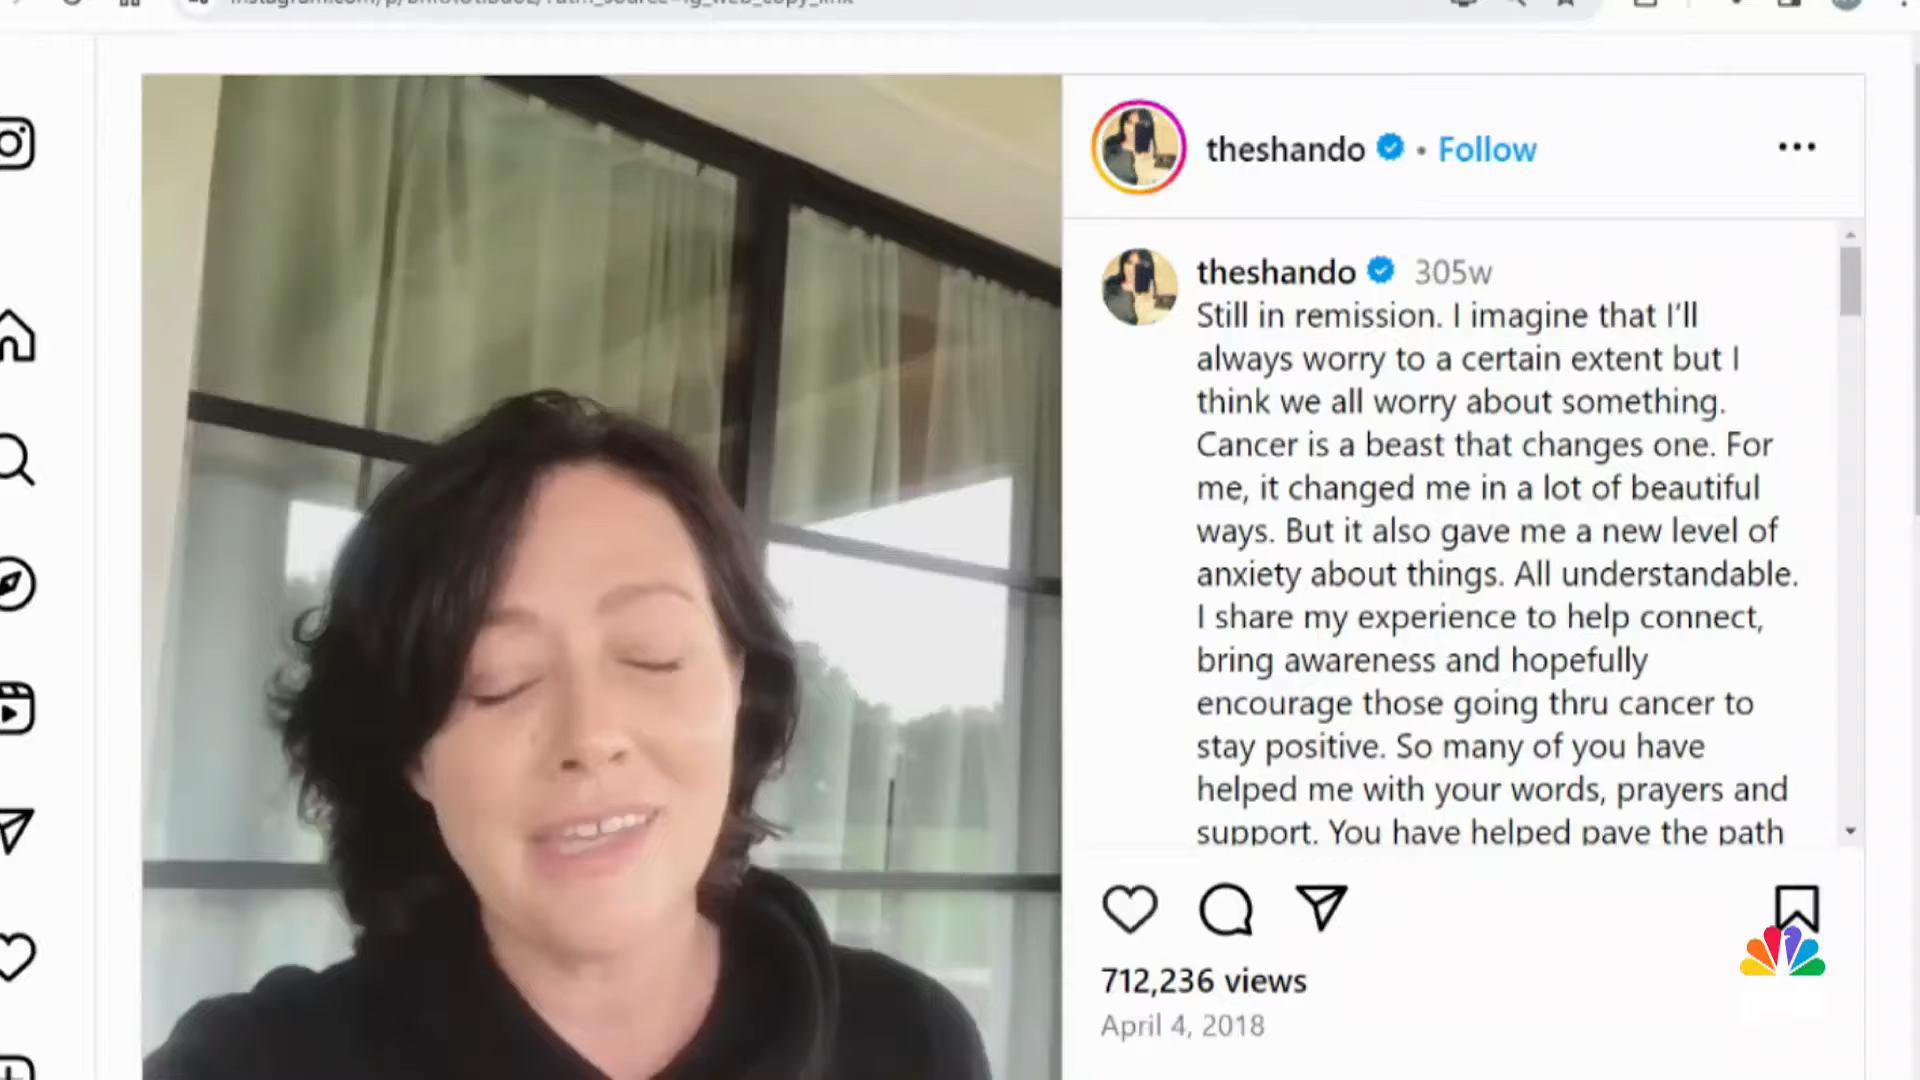 theshando • Follow
theshando 305w
Still in remission. I imagine that I'll
always worry to a certain extent but I
think we all worry about something.
Cancer is a beast that changes one. For
me, it changed me in a lot of beautiful
ways. But it also gave me a new level of
anxiety about things. All understandable.
I share my experience to help connect,
bring awareness and hopefully
encourage those going thru cancer to
stay positive. So many of you have
helped me with your words, prayers and
support. You have helped pave the path
712,236 views
April 4, 2018